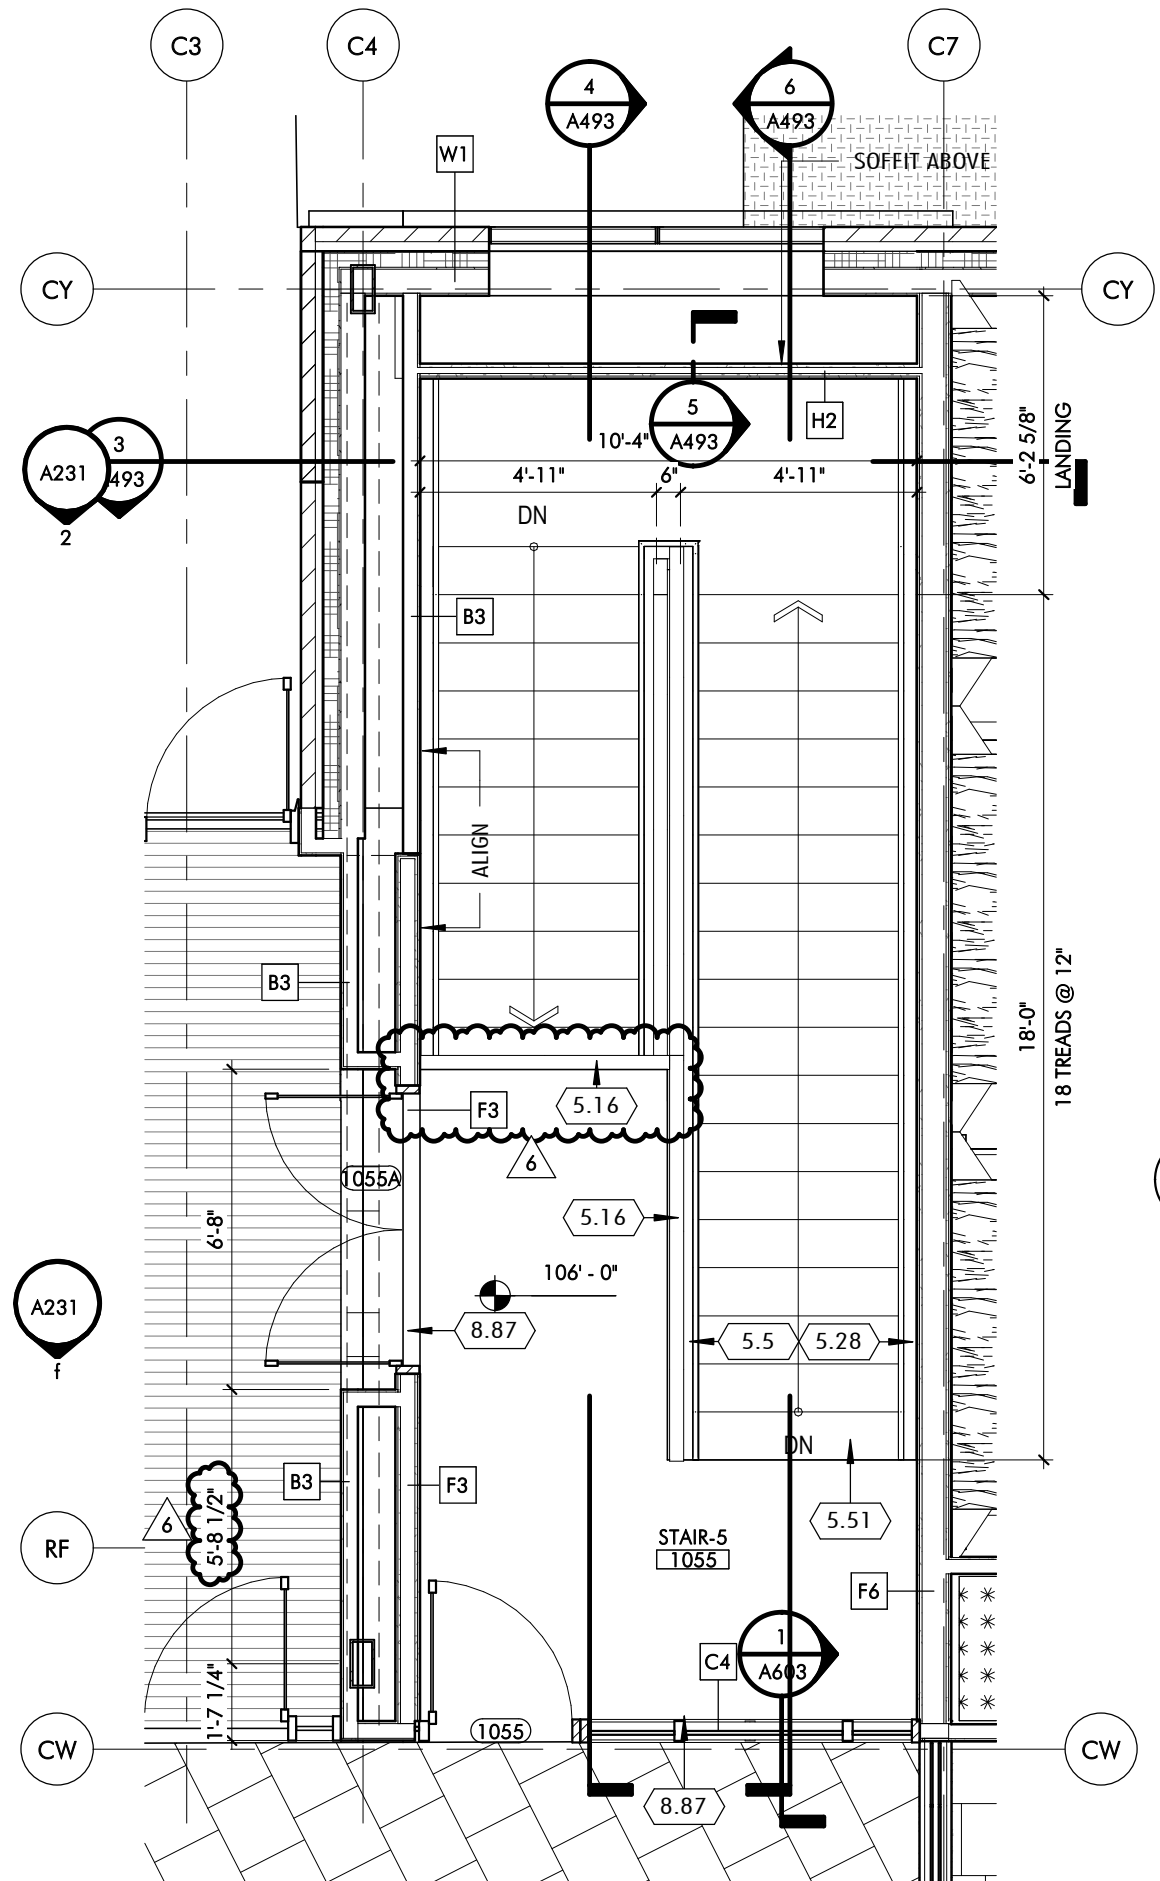 C3
C4
C7
4
A493
6
A493
SOFFIT ABOVE
W1
CY
CY
5
A493
H2
10'-4"
4'-11"
6"
4'-11"
6'-2 5/8"
LANDING
3
A231
493
2
DN
B3
ALIGN
B3
18'-0"
18 TREADS @ 12"
5.16
F3
6
1055A
5.16
6'-8"
106' - 0"
8.87
5.5
5.28
A231
f
DN
B3
F3
5'-8 1/2"
6
5.51
RF
STAIR-5
1055
F6
1
A603
C4
1'-7 1/4"
1055
CW
CW
8.87